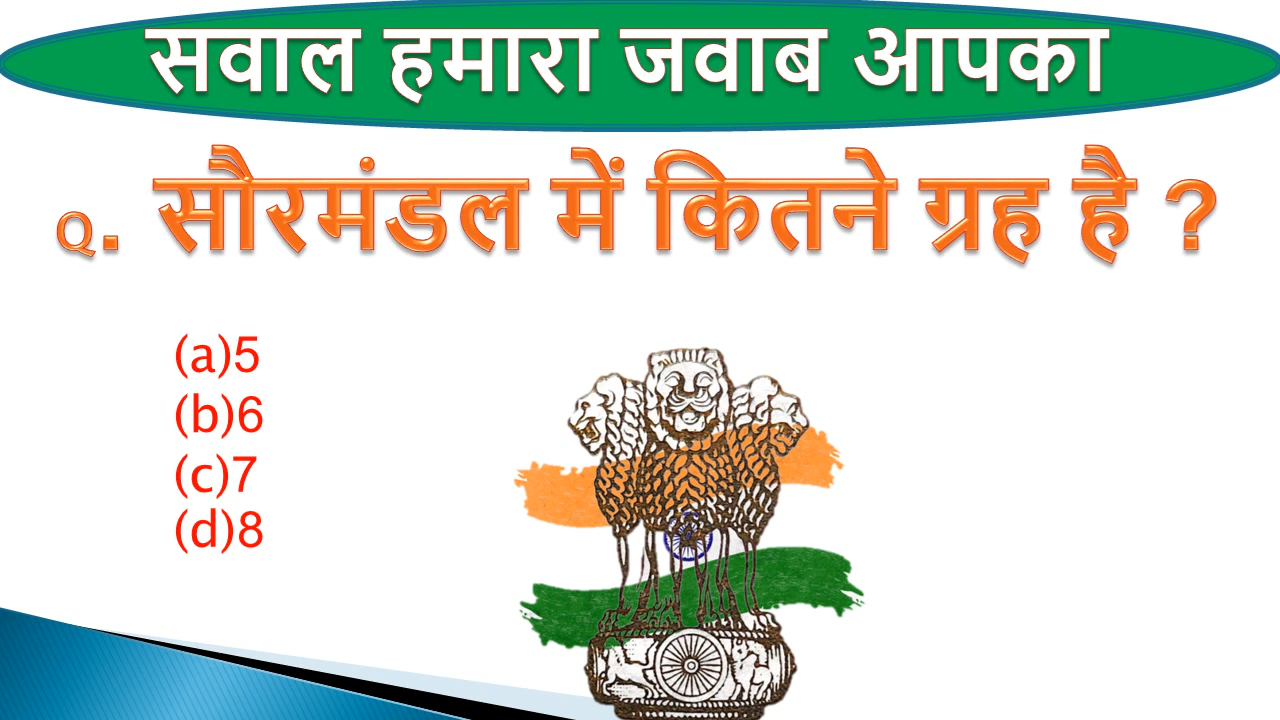 सवाल हमारा जवाब आपका
Q. सौरमंडल में कितने ग्रह है ?
(a)5
(b)6
(c)7
(d)8